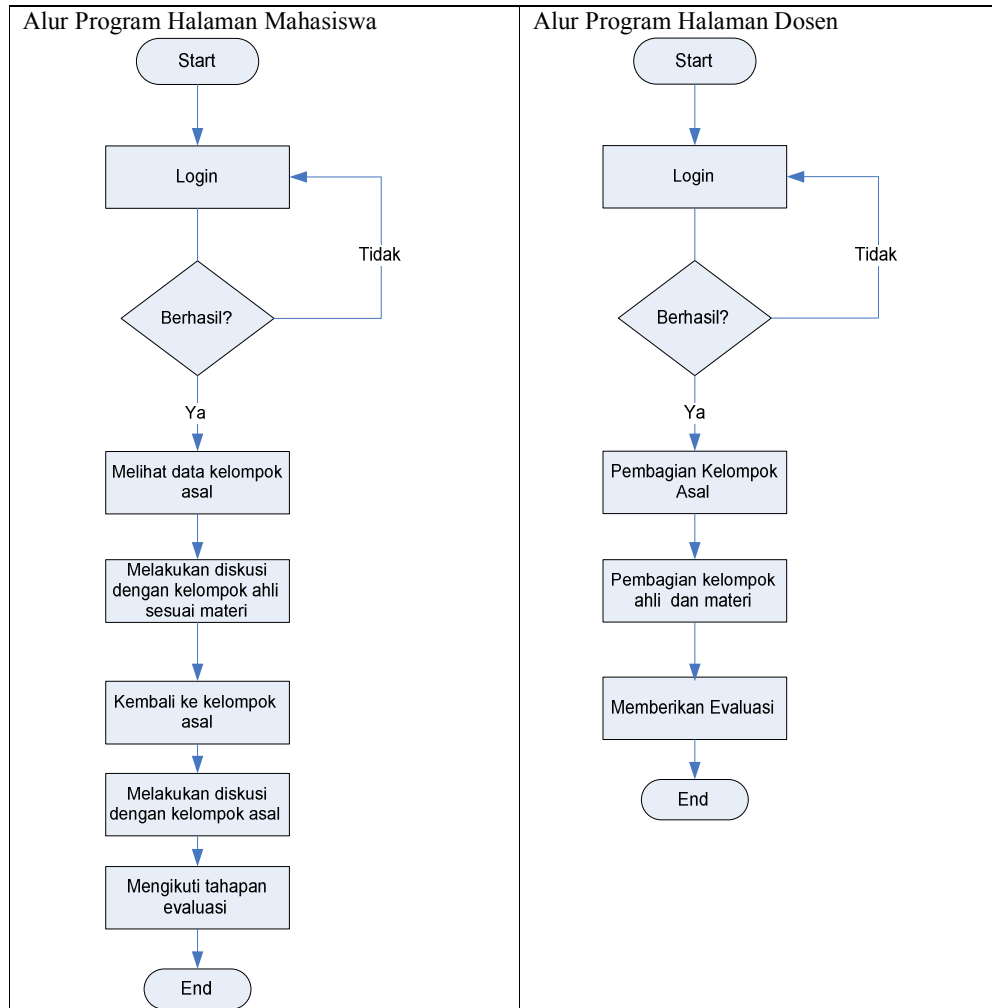 Alur Program Halaman Mahasiswa
Start
Login
Tidak
Berhasil?
Ya
Melihat data kelompok
asal
Melakukan diskusi
dengan kelompok ahli
sesuai materi
Kembali ke kelompok
asal
Melakukan diskusi
dengan kelompok asal
Mengikuti tahapan
evaluasi
End
Alur Program Halaman Dosen
Start
Login
Tidak
Berhasil?
Ya
Pembagian Kelompok
Asal
Pembagian kelompok
ahli dan materi
Memberikan Evaluasi
End